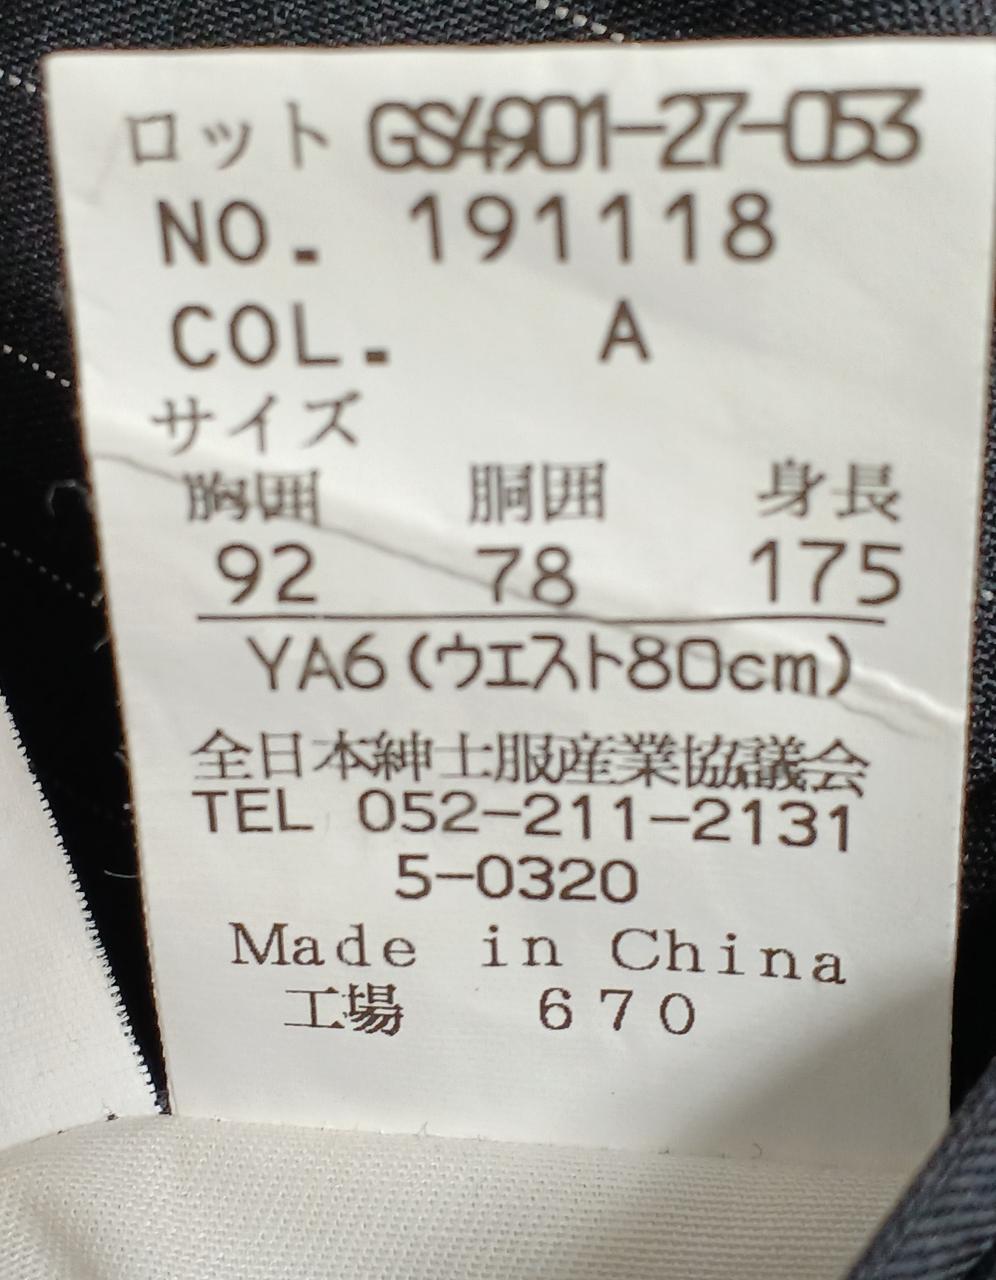 ロット GS4901-27-053
NO. 191118
COL. A
サイズ
胸囲 胴囲 身長
92 78 175
YA6(ウエスト80cm)
全日本紳士服産業協議会
TEL 052-211-2131
5-0320
Made in China
工場 670